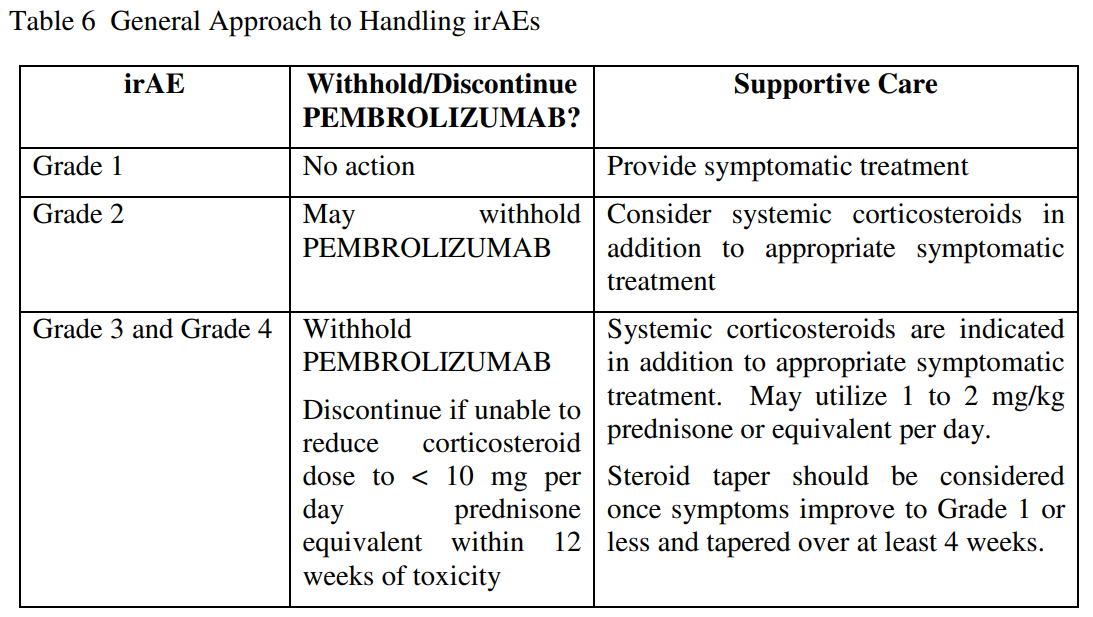 Table 6  General Approach to Handling irAEs
irAE
Withhold/Discontinue
PEMBROLIZUMAB?
Supportive Care
Grade 1
No action
Provide symptomatic treatment
Grade 2
May withhold
PEMBROLIZUMAB
Consider systemic corticosteroids in
addition to appropriate symptomatic
treatment
Grade 3 and Grade 4
Withhold
PEMBROLIZUMAB
Discontinue if unable to
reduce corticosteroid
dose to < 10 mg per
day prednisone
equivalent within 12
weeks of toxicity
Systemic corticosteroids are indicated
in addition to appropriate symptomatic
treatment.  May utilize 1 to 2 mg/kg
prednisone or equivalent per day.
Steroid taper should be considered
once symptoms improve to Grade 1 or
less and tapered over at least 4 weeks.